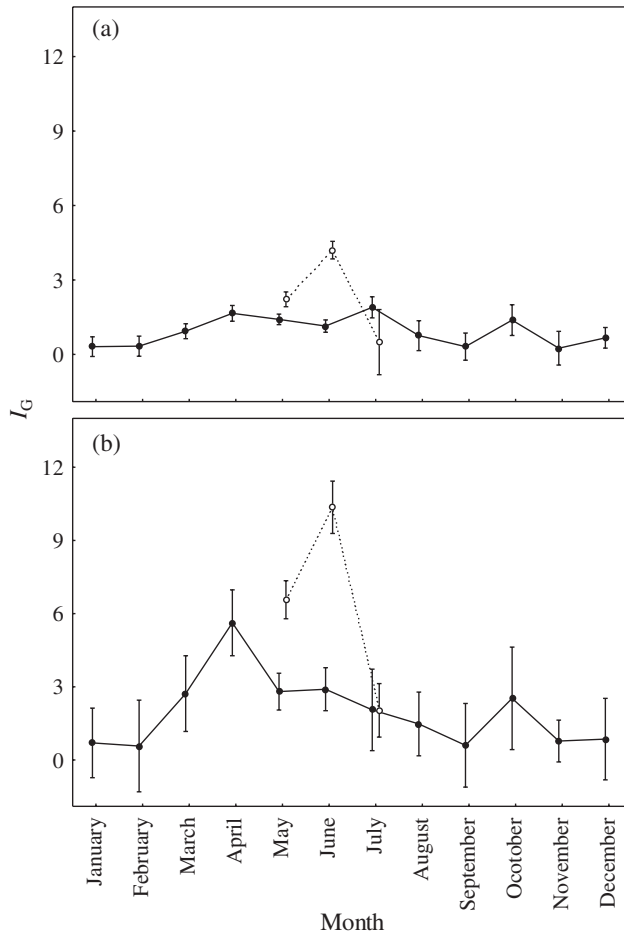 (a)
12
9
6
3
0
I_G
(b)
12
9
6
3
0
January
February
March
April
May
June
July
August
September
Ocotober
November
December
Month